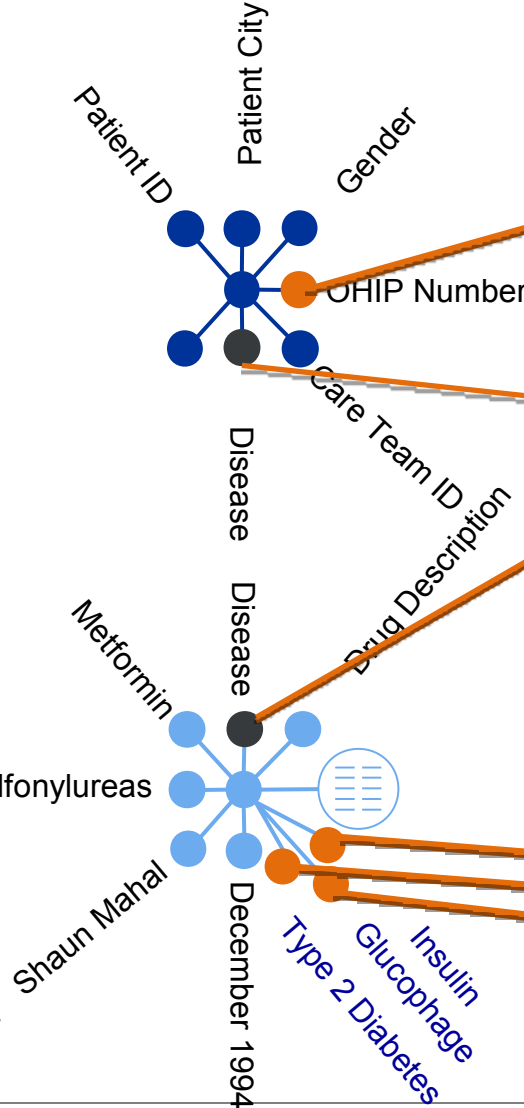 Patient City
Patient ID
Gender
OHIP Number
Care Team ID
Disease
Drug Description
Disease
Metformin
lfonylureas
Shaun Mahal
December 1994
Type 2 Diabetes
Glucophage
Insulin